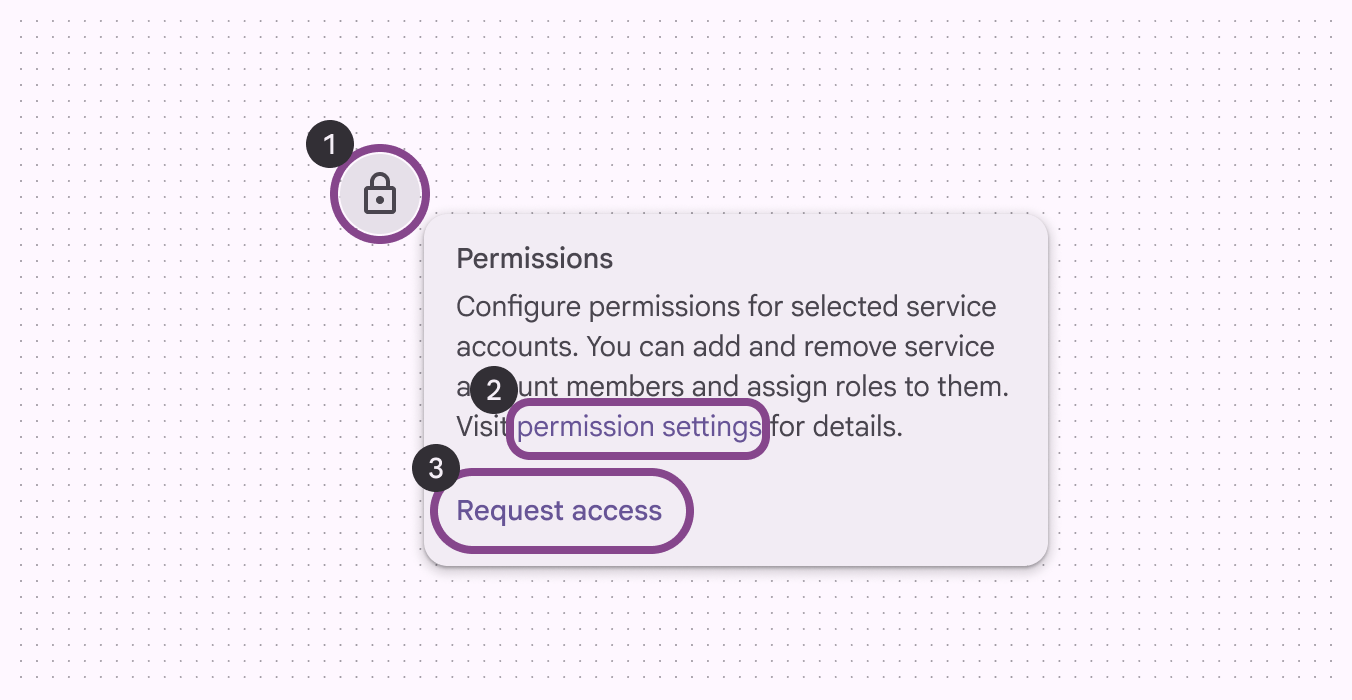 1
Permissions
Configure permissions for selected service
accounts. You can add and remove service
2
unt members and assign roles to them.
Visit permission settings for details.
3
Request access